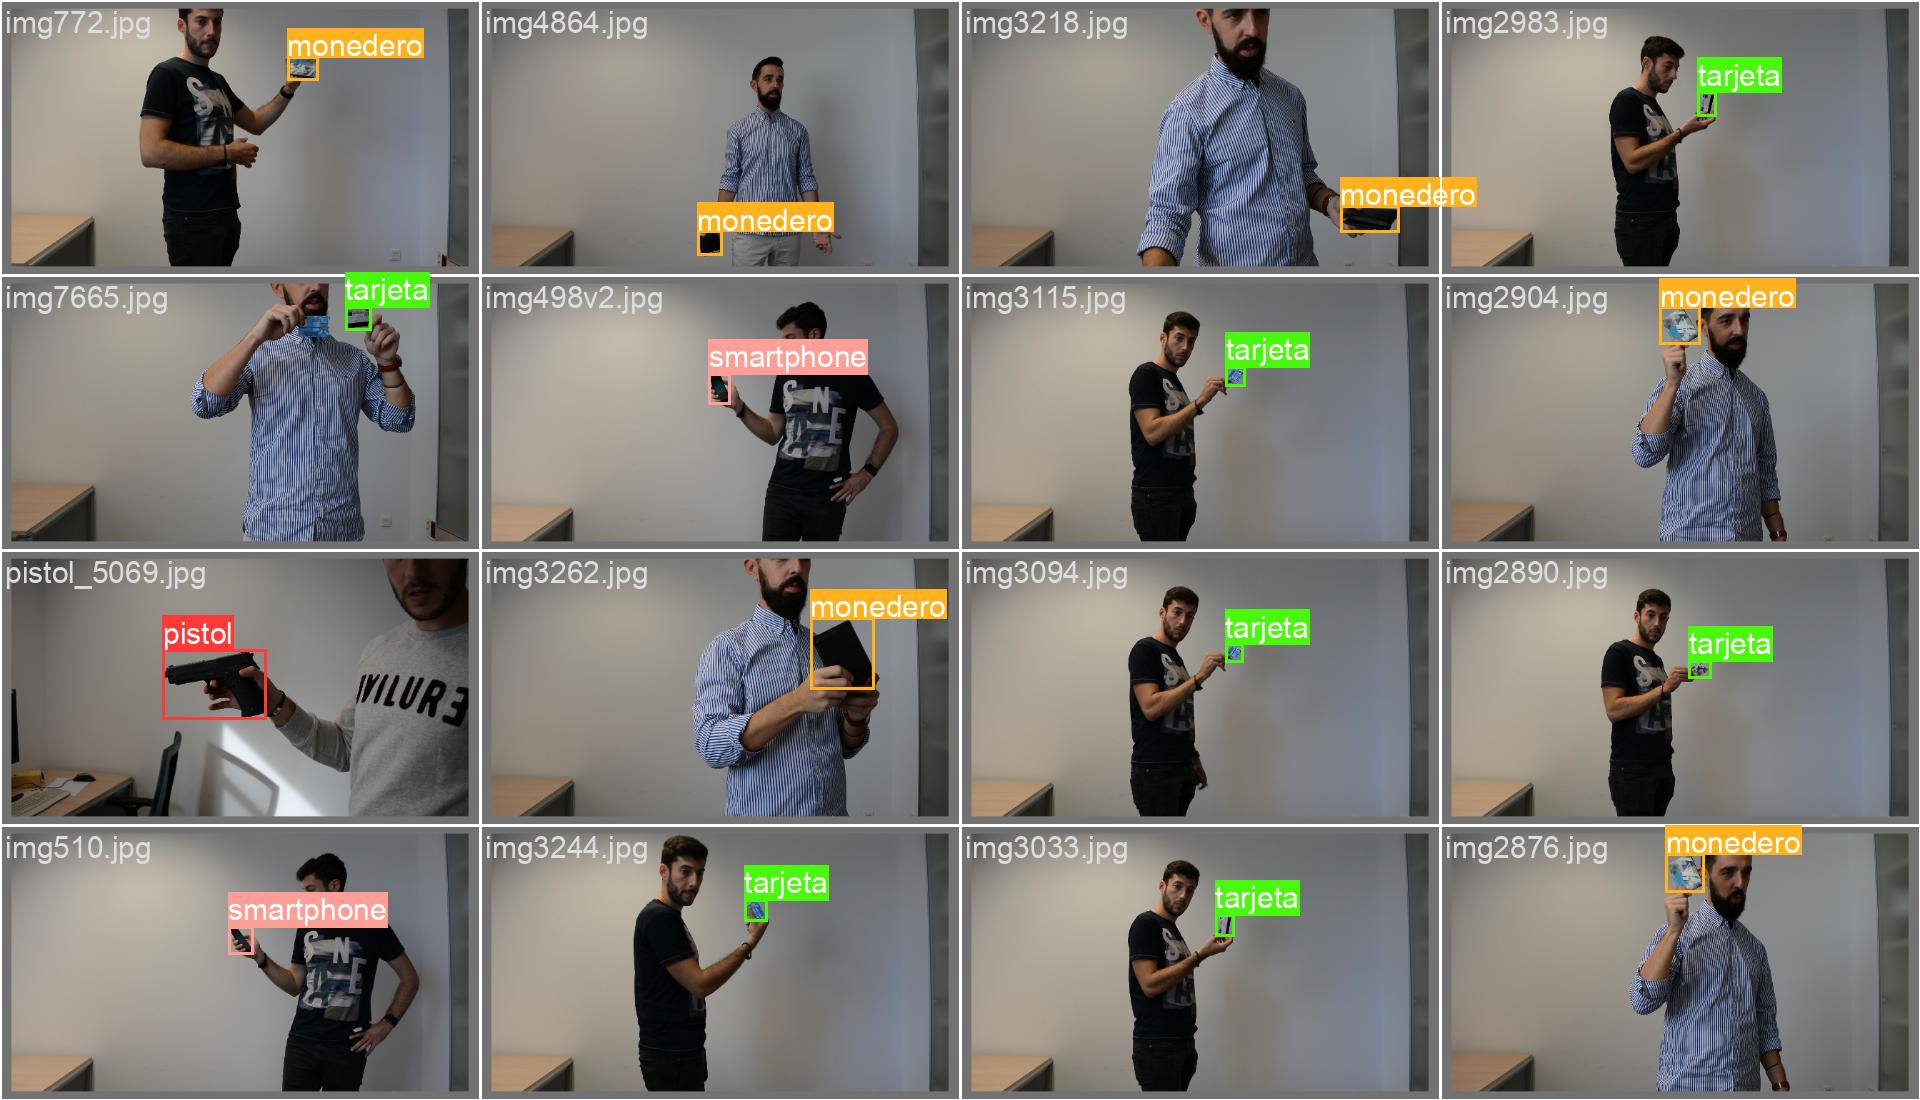 img772.jpg
monedero
img4864.jpg
monedero
img3218.jpg
monedero
img2983.jpg
tarjeta
img7665.jpg
tarjeta
img498v2.jpg
smartphone
S N
A E
img3115.jpg
tarjeta
img2904.jpg
monedero
pistol_5069.jpg
pistol
img3262.jpg
monedero
img3094.jpg
tarjeta
img2890.jpg
tarjeta
img510.jpg
smartphone
S N
A E
img3244.jpg
tarjeta
img3033.jpg
tarjeta
img2876.jpg
monedero